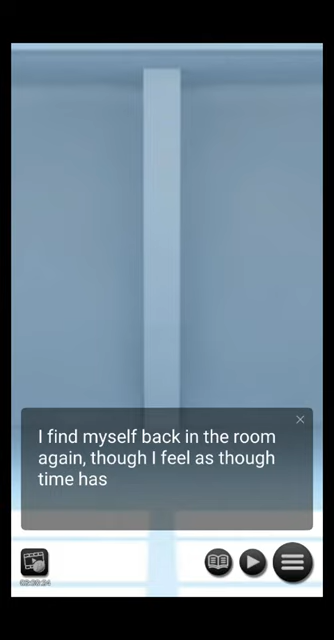 I find myself back in the room
again, though I feel as though
time has